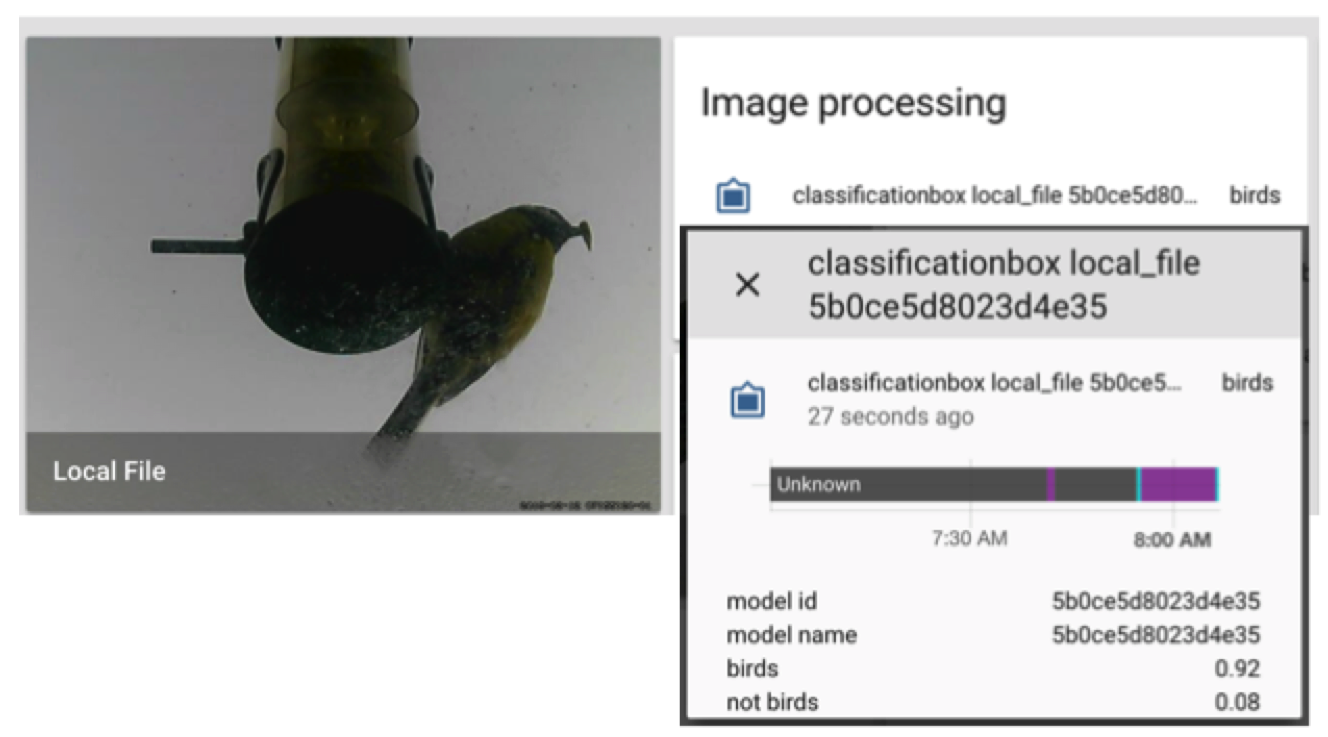 Local File
Image processing
classificationbox local_file 5b0ce5d80... birds
classificationbox local_file
5b0ce5d8023d4e35
classificationbox local_file 5b0ce5... birds
27 seconds ago
Unknown
7:30 AM 8:00 AM
model id 5b0ce5d8023d4e35
model name 5b0ce5d8023d4e35
birds 0.92
not birds 0.08